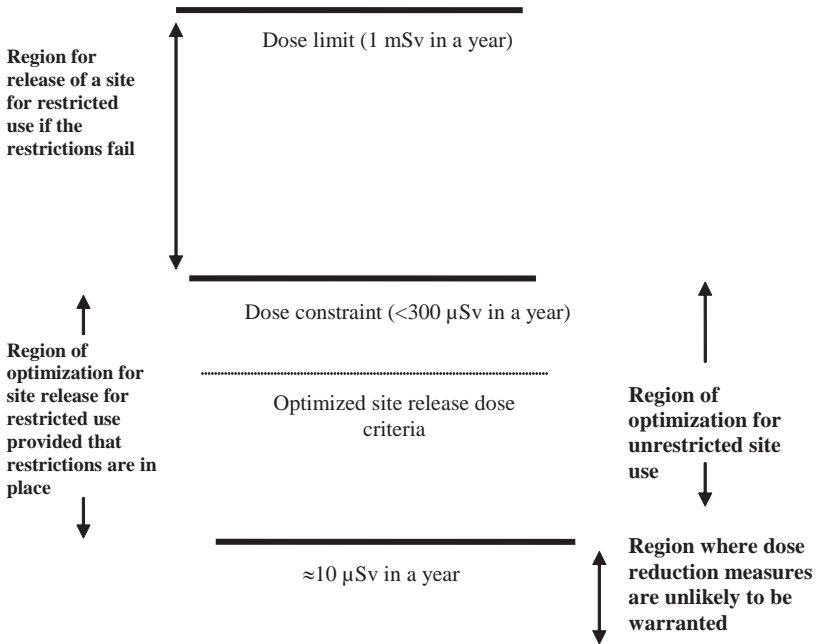 Dose limit (1 mSv in a year)
Region for
release of a site
for restricted
use if the
restrictions fail
Dose constraint (<300 µSv in a year)
Region of
optimization for
site release for
restricted use
provided that
restrictions are in
place
Optimized site release dose
criteria
Region of
optimization for
unrestricted site
use
≈10 µSv in a year
Region where dose
reduction measures
are unlikely to be
warranted